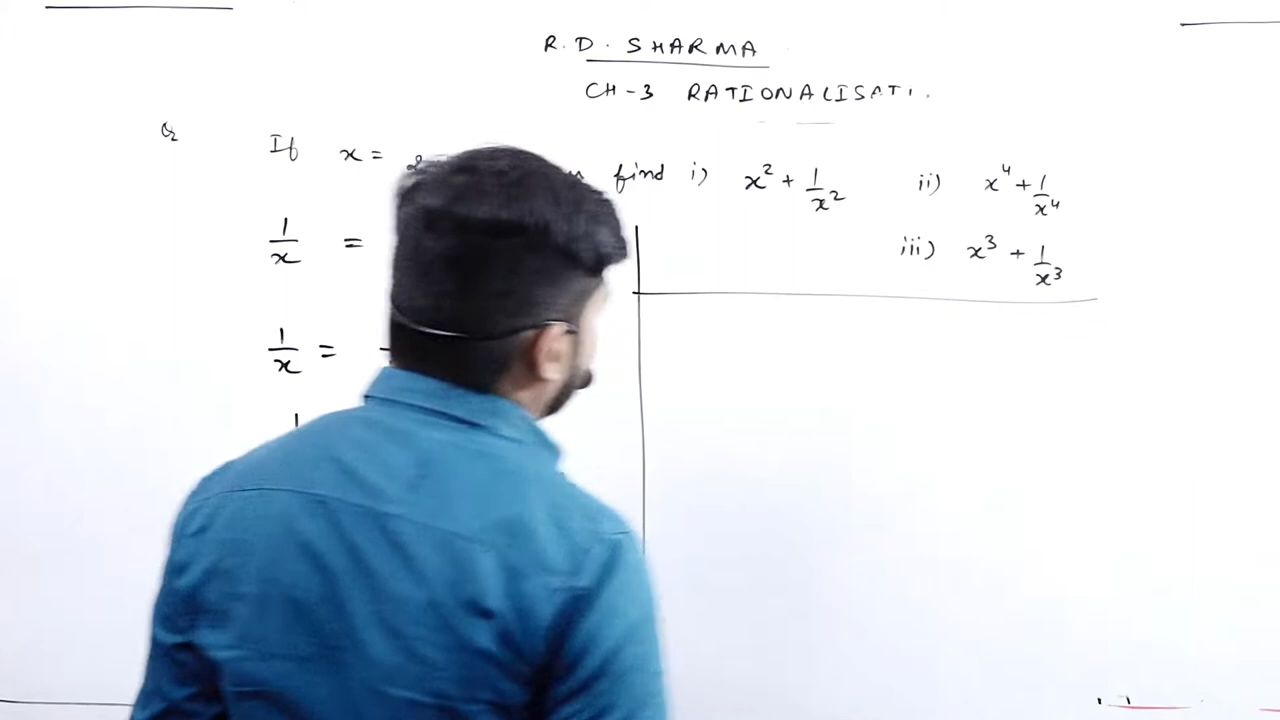 R. D. SHARMA
CH-3 RATIONALISATI
Q If x = find i) x² + 1/x² ii) x⁴ + 1/x⁴
1/x =
iii) x³ + 1/x³
1/x =